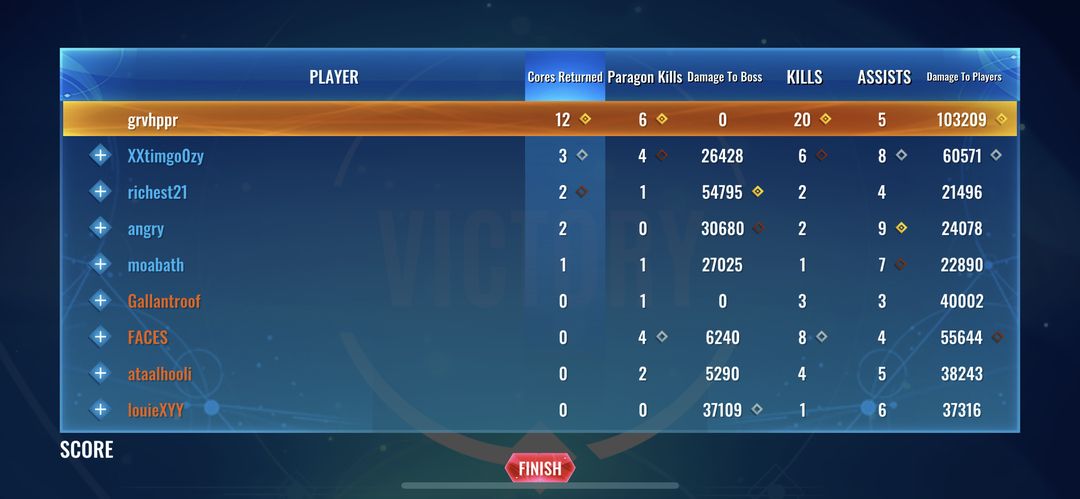 PLAYER Cores Returned Paragon Kills Damage To Boss KILLS ASSISTS Damage To Players
grvhppr 12 6 0 20 5 103209
XXtimgo0zy 3 4 26428 6 8 60571
richest21 2 1 54795 2 4 21496
angry 2 0 30680 2 9 24078
moabath 1 1 27025 1 7 22890
Gallantroof 0 1 0 3 3 40002
FACES 0 4 6240 8 4 55644
ataalhooli 0 2 5290 4 5 38243
louieXYY 0 0 37109 1 6 37316
VICTORY
SCORE
FINISH